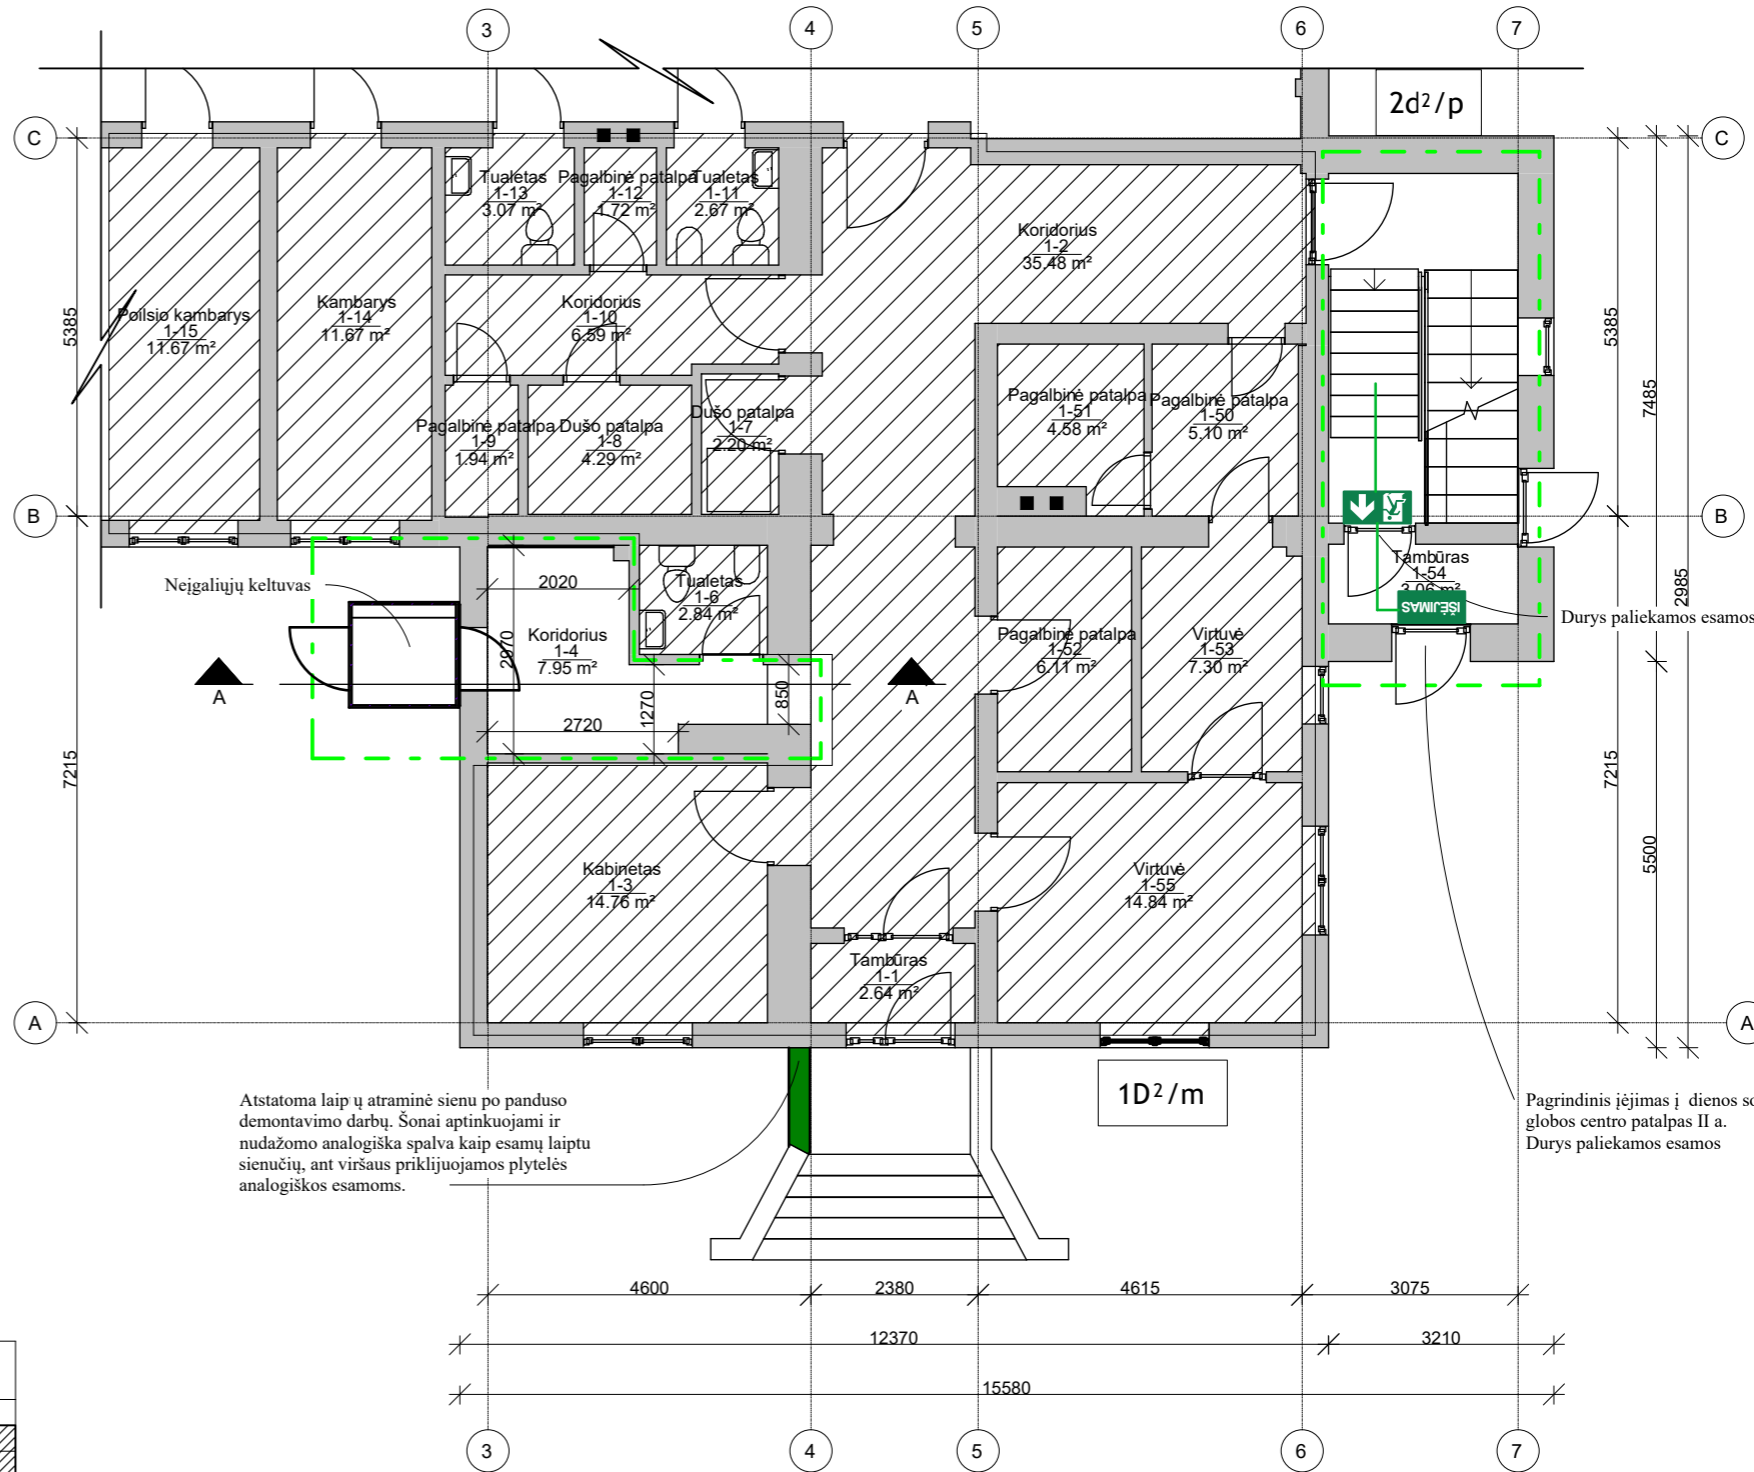 3
4
5
6
7
2d²/p
C
C
Tualetas
1-13
3.07 m²
Pagalbinė patalpa
1-12
1.72 m²
Tualetas
1-11
2.67 m²
Koridorius
1-2
35.48 m²
Poilsio kambarys
1-15
11.67 m²
Kambarys
1-14
11.67 m²
Koridorius
1-10
6.59 m²
5385
5385
7485
Pagalbinė patalpa
1-9
1.94 m²
Dušo patalpa
1-8
4.29 m²
Dušo patalpa
1-7
2.20 m²
Pagalbinė patalpa
1-51
4.58 m²
Pagalbinė patalpa
1-50
5.10 m²
B
B
Tambūras
1-54
2.06 m²
IŠĖJIMAS
2985
Durys paliekamos esamos
Neįgaliųjų keltuvas
2020
2970
Tualetas
1-6
2.84 m²
Koridorius
1-4
7.95 m²
Pagalbinė patalpa
1-52
6.11 m²
Virtuvė
1-53
7.30 m²
A
A
2720
1270
850
7215
7215
5500
Kabinetas
1-3
14.76 m²
Virtuvė
1-55
14.84 m²
Tambūras
1-1
2.64 m²
A
A
1D²/m
Atstatoma laip ų atraminė sienu po panduso
demontavimo darbų. Šonai aptinkuojami ir
nudažomo analogiška spalva kaip esamų laiptu
sienučių, ant viršaus priklijuojamos plytelės
analogiškos esamoms.
Pagrindinis įėjimas į dienos so
globos centro patalpas II a.
Durys paliekamos esamos
4600
2380
4615
3075
12370
3210
15580
3
4
5
6
7